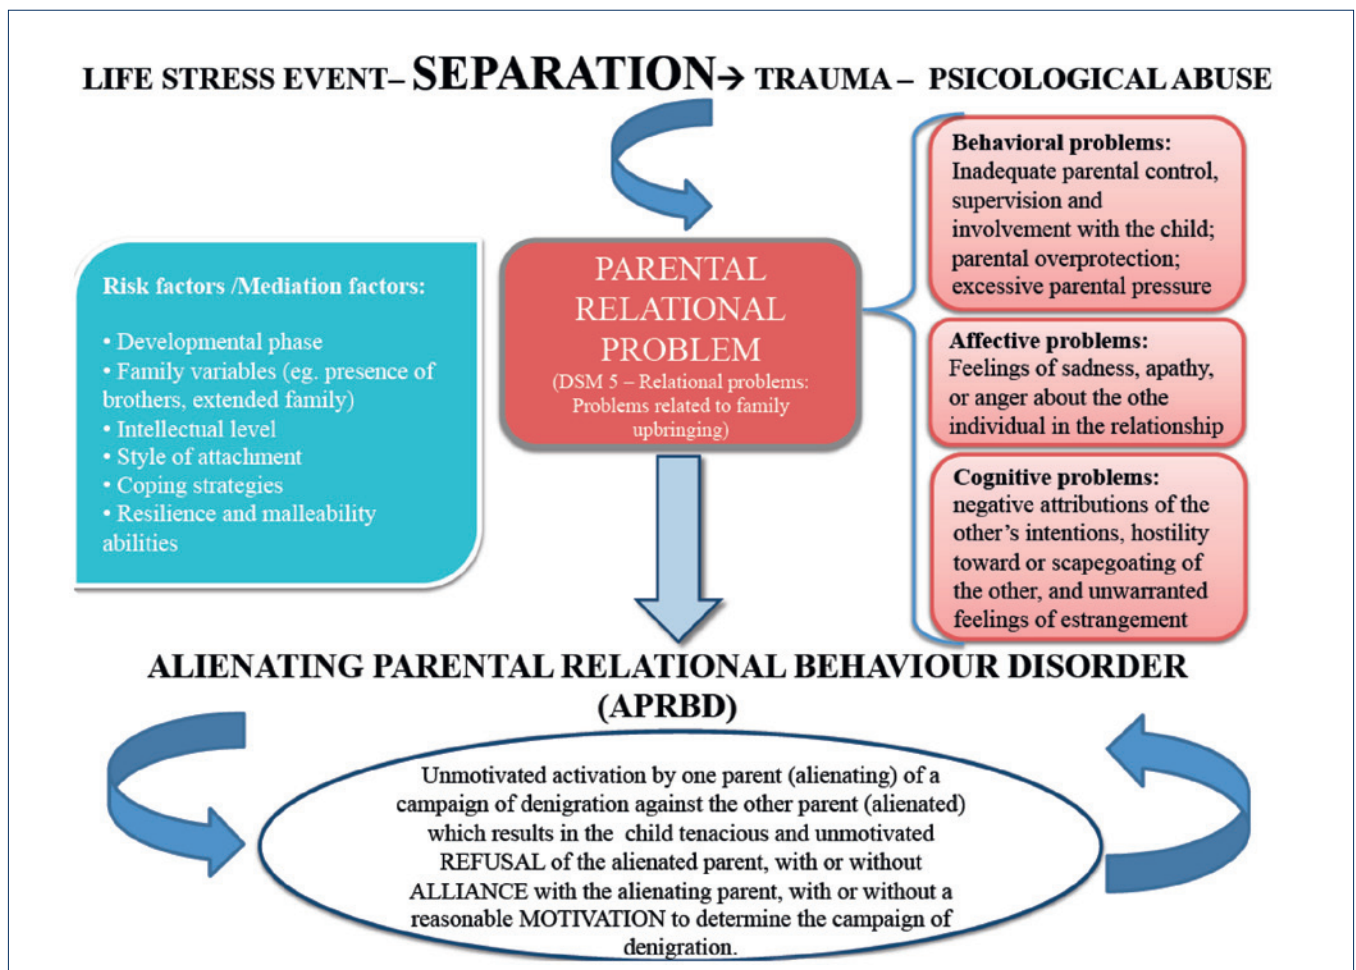 LIFE STRESS EVENT– SEPARATION→ TRAUMA – PSICOLOGICAL ABUSE
Risk factors /Mediation factors:
• Developmental phase
• Family variables (eg. presence of
brothers, extended family)
• Intellectual level
• Style of attachment
• Coping strategies
• Resilience and malleability
abilities
PARENTAL
RELATIONAL
PROBLEM
(DSM 5 – Relational problems:
Problems related to family
upbringing)
Behavioral problems:
Inadequate parental control,
supervision and
involvement with the child;
parental overprotection;
excessive parental pressure
Affective problems:
Feelings of sadness, apathy,
or anger about the othe
individual in the relationship
Cognitive problems:
negative attributions of the
other’s intentions, hostility
toward or scapegoating of
the other, and unwarranted
feelings of estrangement
ALIENATING PARENTAL RELATIONAL BEHAVIOUR DISORDER
(APRBD)
Unmotivated activation by one parent (alienating) of a
campaign of denigration against the other parent (alienated)
which results in the child tenacious and unmotivated
REFUSAL of the alienated parent, with or without
ALLIANCE with the alienating parent, with or without a
reasonable MOTIVATION to determine the campaign of
denigration.